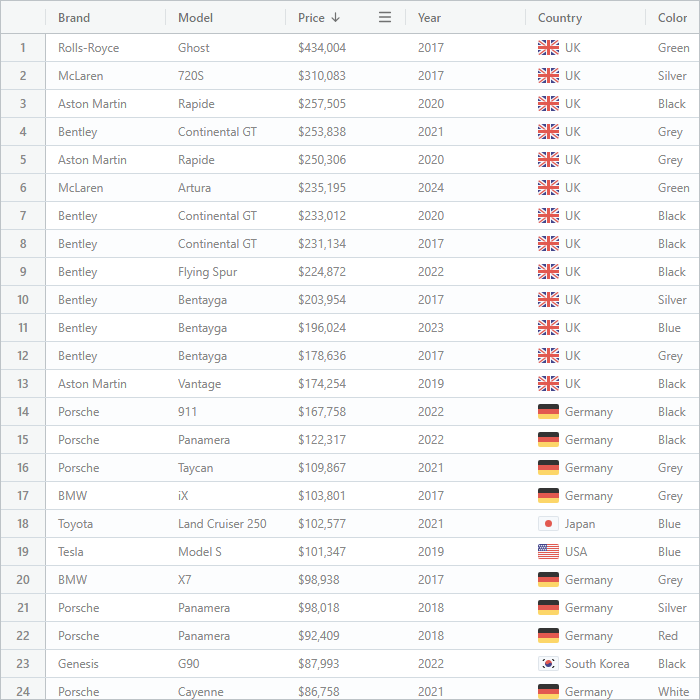 Brand Model Price Year Country Color
1 Rolls-Royce Ghost $434,004 2017 UK Green
2 McLaren 720S $310,083 2017 UK Silver
3 Aston Martin Rapide $257,505 2020 UK Black
4 Bentley Continental GT $253,838 2021 UK Grey
5 Aston Martin Rapide $250,306 2020 UK Grey
6 McLaren Artura $235,195 2024 UK Green
7 Bentley Continental GT $233,012 2020 UK Black
8 Bentley Continental GT $231,134 2017 UK Black
9 Bentley Flying Spur $224,872 2022 UK Black
10 Bentley Bentayga $203,954 2017 UK Silver
11 Bentley Bentayga $196,024 2023 UK Blue
12 Bentley Bentayga $178,636 2017 UK Grey
13 Aston Martin Vantage $174,254 2019 UK Black
14 Porsche 911 $167,758 2022 Germany Black
15 Porsche Panamera $122,317 2022 Germany Black
16 Porsche Taycan $109,867 2021 Germany Grey
17 BMW iX $103,801 2017 Germany Grey
18 Toyota Land Cruiser 250 $102,577 2021 Japan Blue
19 Tesla Model S $101,347 2019 USA Blue
20 BMW X7 $98,938 2017 Germany Grey
21 Porsche Panamera $98,018 2018 Germany Silver
22 Porsche Panamera $92,409 2018 Germany Red
23 Genesis G90 $87,993 2022 South Korea Black
24 Porsche Cayenne $86,758 2021 Germany White